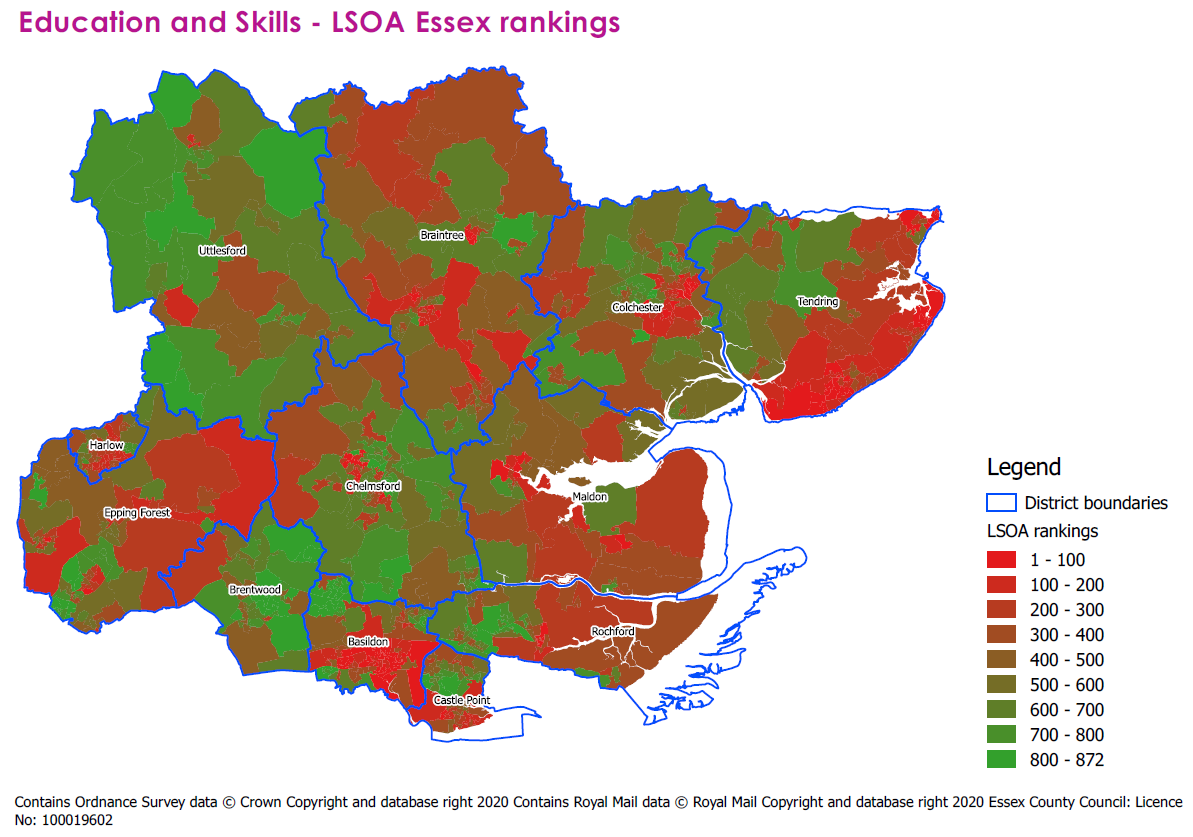 Education and Skills - LSOA Essex rankings
Uttlesford
Braintree
Colchester
Tendring
Harlow
Epping Forest
Chelmsford
Maldon
Brentwood
Basildon
Rochford
Castle Point
Legend
District boundaries
LSOA rankings
1 - 100
100 - 200
200 - 300
300 - 400
400 - 500
500 - 600
600 - 700
700 - 800
800 - 872
Contains Ordnance Survey data © Crown Copyright and database right 2020 Contains Royal Mail data © Royal Mail Copyright and database right 2020 Essex County Council: Licence
No: 100019602